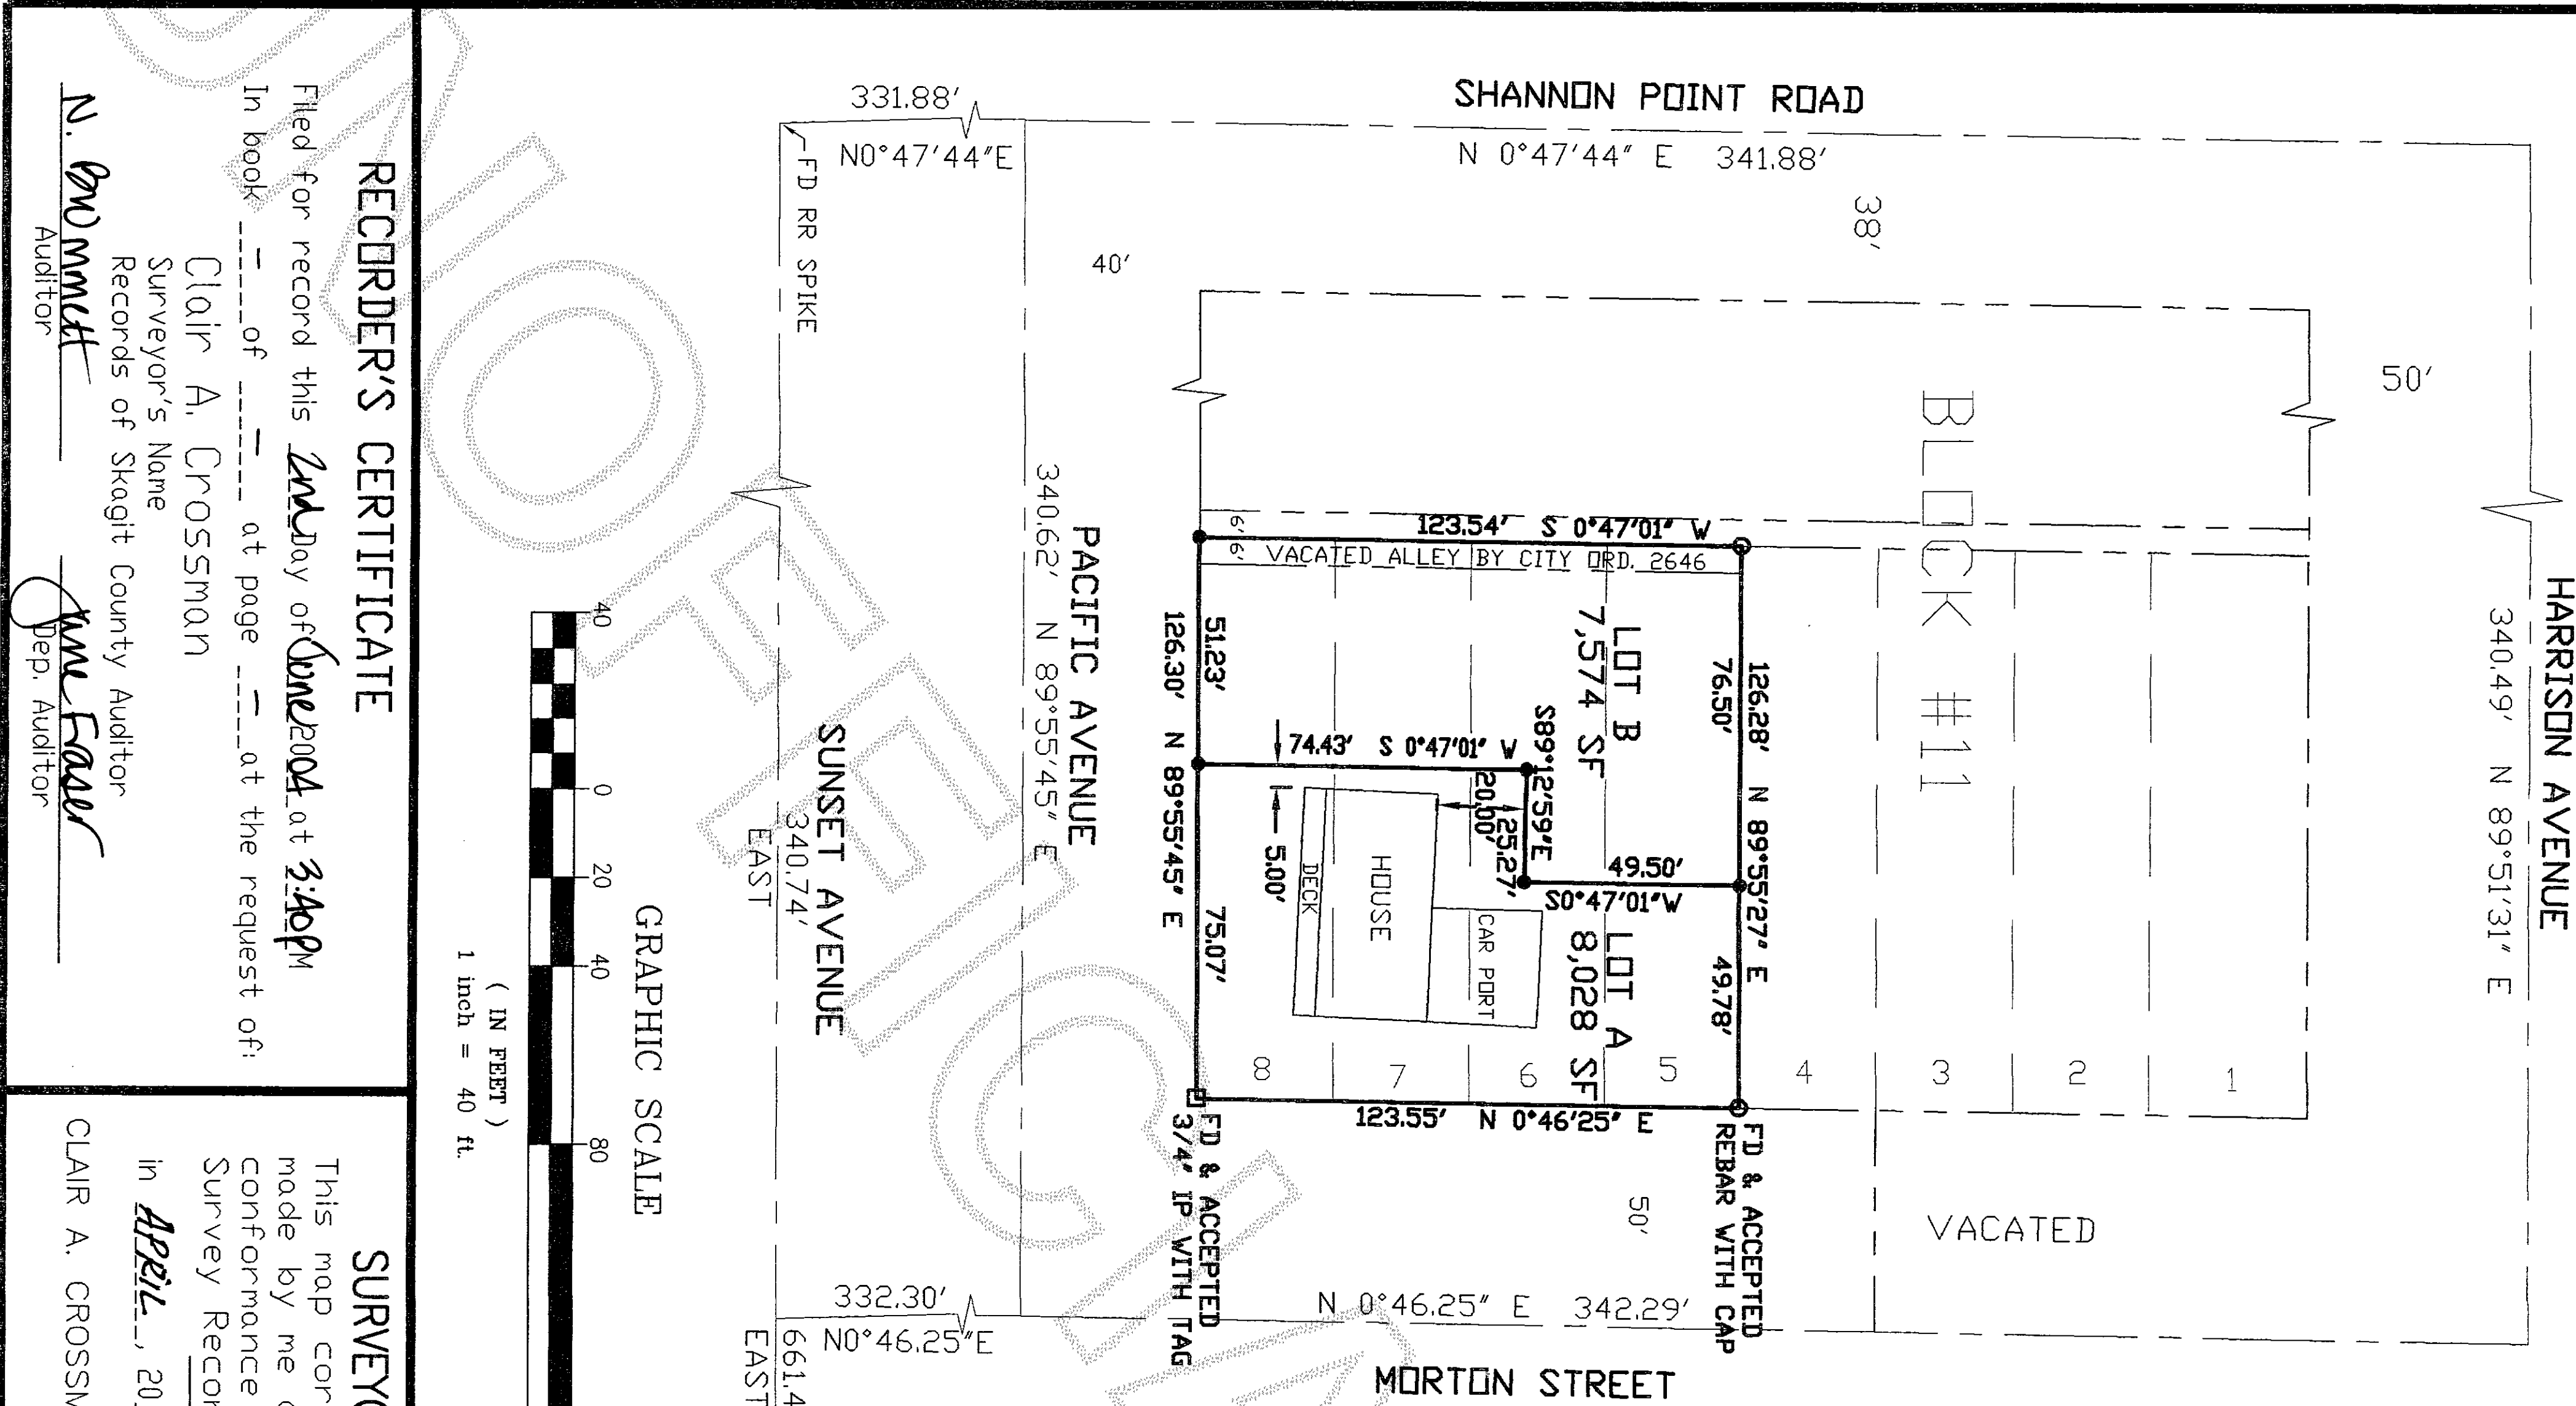 SHANNON POINT ROAD
N 0°47'44" E 341.88'
331.88'
N0°47'44"E
FD RR SPIKE
40'
38'
50'
BLOCK #11
HARRISON AVENUE
340.49' N 89°51'31" E
PACIFIC AVENUE
340.62' N 89°55'45" E
SUNSET AVENUE
340.74'
EAST
123.54' S 0°47'01" W
6'
6'
VACATED ALLEY BY CITY ORD. 2646
LOT B
7,574 SF
126.28' N 89°55'27" E
76.50'
49.78'
51.23'
126.30' N 89°55'45" E
75.07'
74.43' S 0°47'01" W
S89°12'59"E
25.27'
20.00'
5.00'
49.50'
S0°47'01"W
HOUSE
DECK
CAR PORT
LOT A
8,028 SF
8
7
6
5
4
3
2
1
123.55' N 0°46'25" E
FD & ACCEPTED
3/4" IP WITH TAG
FD & ACCEPTED
REBAR WITH CAP
50'
VACATED
332.30'
N0°46.25"E
N 0°46.25" E 342.29'
MORTON STREET
661.4
EAST
GRAPHIC SCALE
40 0 20 40 80
( IN FEET )
1 inch = 40 ft.
RECORDER'S CERTIFICATE
Filed for record this 2nd Day of June 2004 at 3:40PM
In book - of - at page - at the request of:
Clair A. Crossman
Surveyor's Name
Records of Skagit County Auditor
N. Brummett
Auditor
June Fraser
Dep. Auditor
SURVEYO
This map cor
made by me o
conformance
Survey Recor
in APRIL, 20
CLAIR A. CROSSM
UNOFFICI